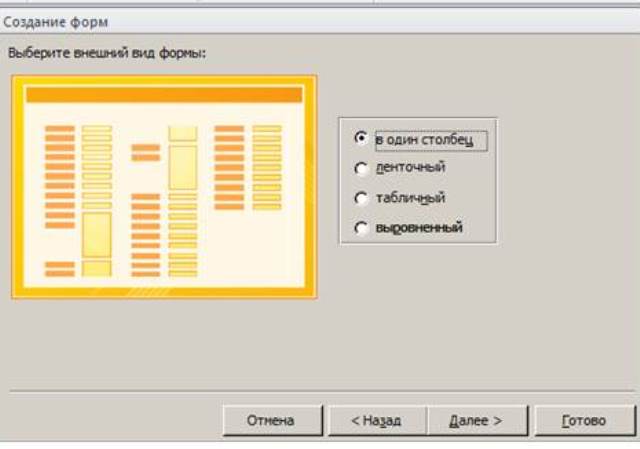 Создание форм
Выберите внешний вид формы:
в один столбец
ленточный
табличный
выровненный
Отмена
< Назад
Далее >
Готово